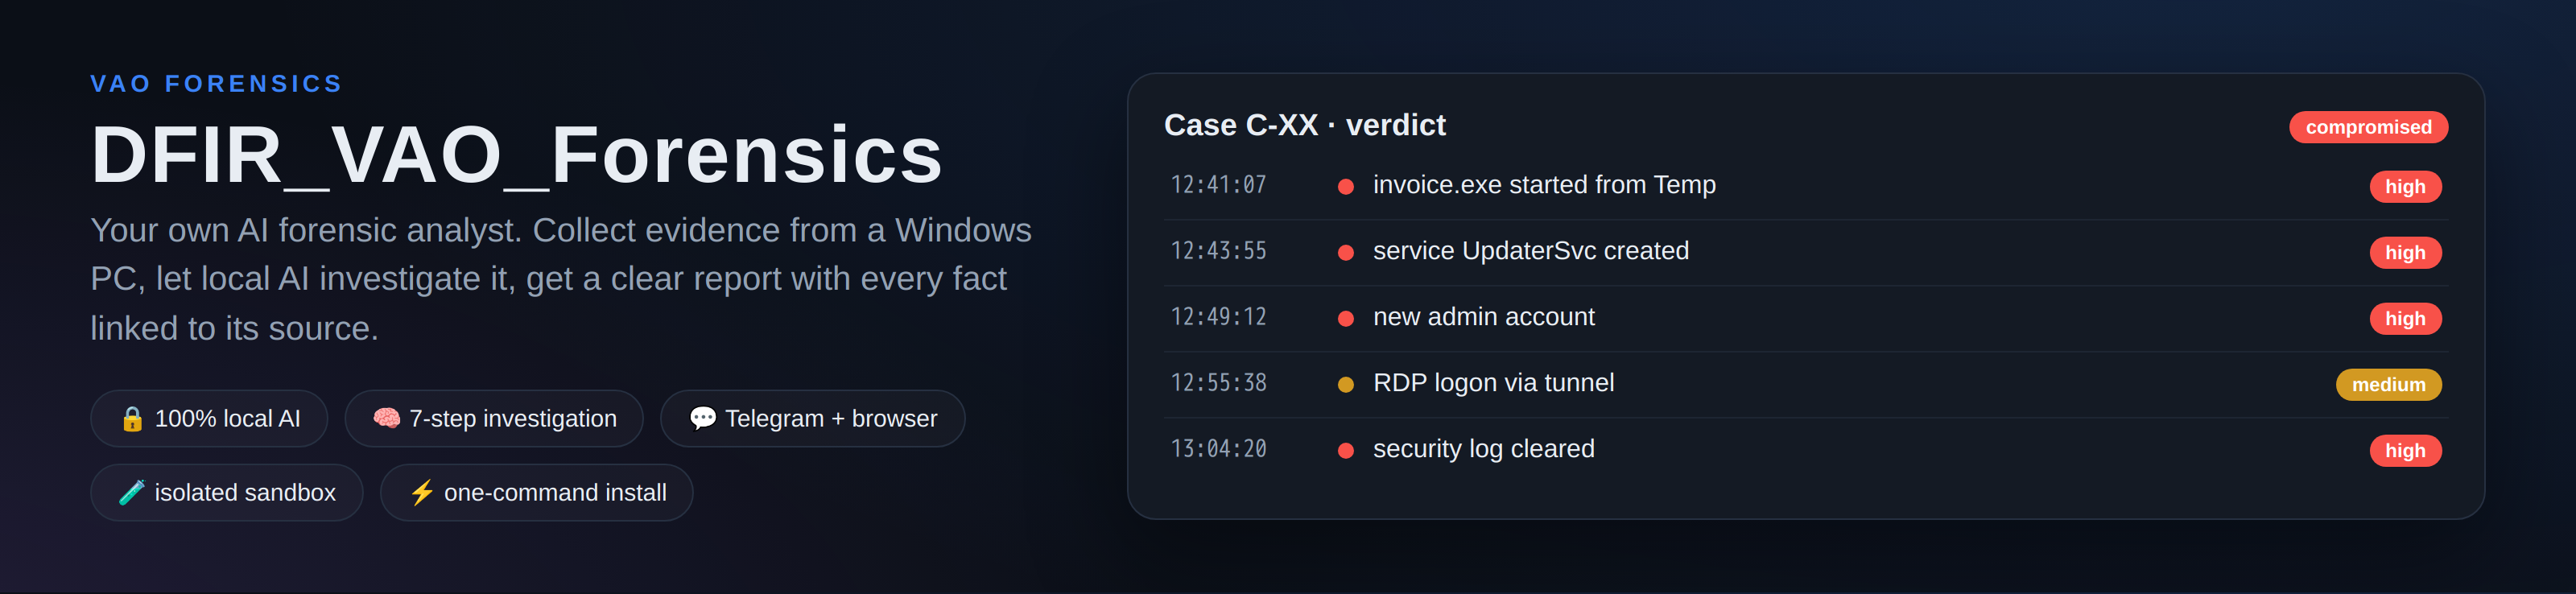 VAO FORENSICS
DFIR_VAO_Forensics
Your own AI forensic analyst. Collect evidence from a Windows
PC, let local AI investigate it, get a clear report with every fact
linked to its source.
🔒 100% local AI
🧠 7-step investigation
💬 Telegram + browser
🧪 isolated sandbox
⚡ one-command install
Case C-XX · verdict compromised
12:41:07 invoice.exe started from Temp high
12:43:55 service UpdaterSvc created high
12:49:12 new admin account high
12:55:38 RDP logon via tunnel medium
13:04:20 security log cleared high